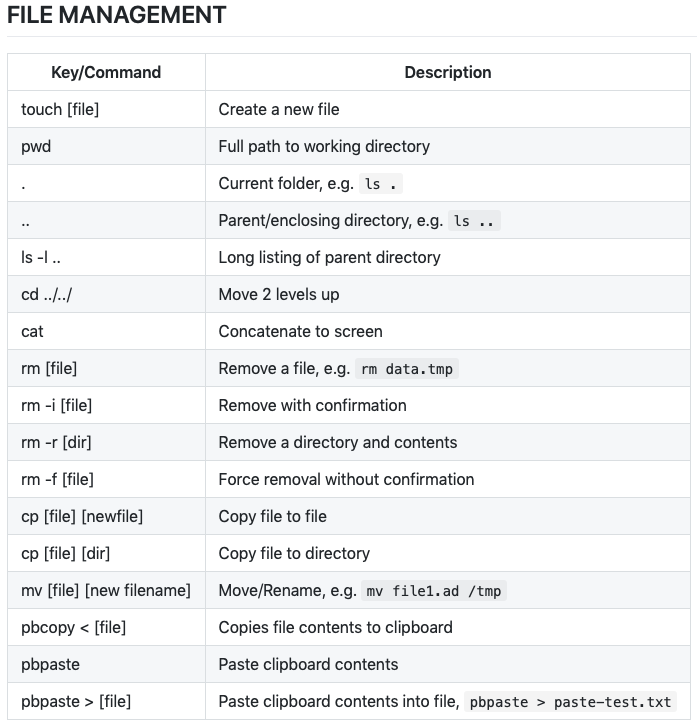 FILE MANAGEMENT
Key/Command Description
touch [file] Create a new file
pwd Full path to working directory
. Current folder, e.g. ls .
.. Parent/enclosing directory, e.g. ls ..
ls -l .. Long listing of parent directory
cd ../../ Move 2 levels up
cat Concatenate to screen
rm [file] Remove a file, e.g. rm data.tmp
rm -i [file] Remove with confirmation
rm -r [dir] Remove a directory and contents
rm -f [file] Force removal without confirmation
cp [file] [newfile] Copy file to file
cp [file] [dir] Copy file to directory
mv [file] [new filename] Move/Rename, e.g. mv file1.ad /tmp
pbcopy < [file] Copies file contents to clipboard
pbpaste Paste clipboard contents
pbpaste > [file] Paste clipboard contents into file, pbpaste > paste-test.txt